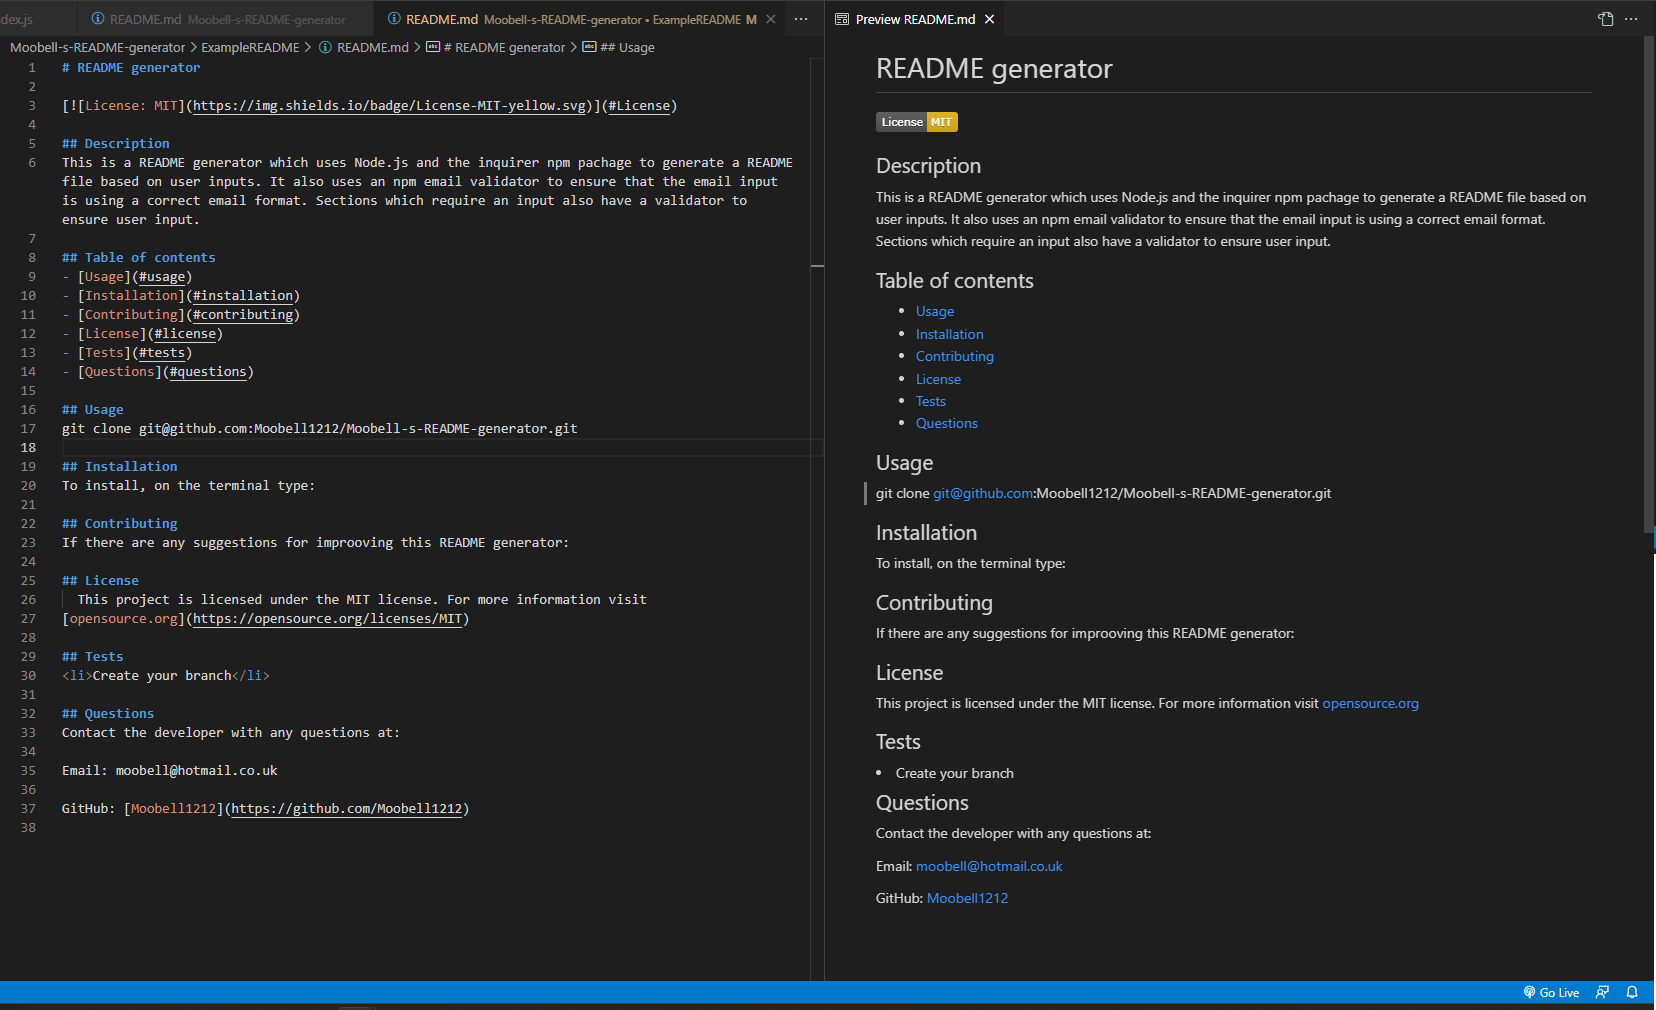 dex.js
README.md Moobell-s-README-generator
README.md Moobell-s-README-generator • ExampleREADME M
Moobell-s-README-generator > ExampleREADME > README.md > # README generator > ## Usage
1 # README generator
2
3 [![License: MIT](https://img.shields.io/badge/License-MIT-yellow.svg)](#License)
4
5 ## Description
6 This is a README generator which uses Node.js and the inquirer npm pachage to generate a README
file based on user inputs. It also uses an npm email validator to ensure that the email input
is using a correct email format. Sections which require an input also have a validator to
ensure user input.
7
8 ## Table of contents
9 - [Usage](#usage)
10 - [Installation](#installation)
11 - [Contributing](#contributing)
12 - [License](#license)
13 - [Tests](#tests)
14 - [Questions](#questions)
15
16 ## Usage
17 git clone git@github.com:Moobell1212/Moobell-s-README-generator.git
18
19 ## Installation
20 To install, on the terminal type:
21
22 ## Contributing
23 If there are any suggestions for improoving this README generator:
24
25 ## License
26 This project is licensed under the MIT license. For more information visit
27 [opensource.org](https://opensource.org/licenses/MIT)
28
29 ## Tests
30 <li>Create your branch</li>
31
32 ## Questions
33 Contact the developer with any questions at:
34
35 Email: moobell@hotmail.co.uk
36
37 GitHub: [Moobell1212](https://github.com/Moobell1212)
38
Preview README.md
README generator
License MIT
Description
This is a README generator which uses Node.js and the inquirer npm pachage to generate a README file based on
user inputs. It also uses an npm email validator to ensure that the email input is using a correct email format.
Sections which require an input also have a validator to ensure user input.
Table of contents
• Usage
• Installation
• Contributing
• License
• Tests
• Questions
Usage
git clone git@github.com:Moobell1212/Moobell-s-README-generator.git
Installation
To install, on the terminal type:
Contributing
If there are any suggestions for improoving this README generator:
License
This project is licensed under the MIT license. For more information visit opensource.org
Tests
• Create your branch
Questions
Contact the developer with any questions at:
Email: moobell@hotmail.co.uk
GitHub: Moobell1212
Go Live